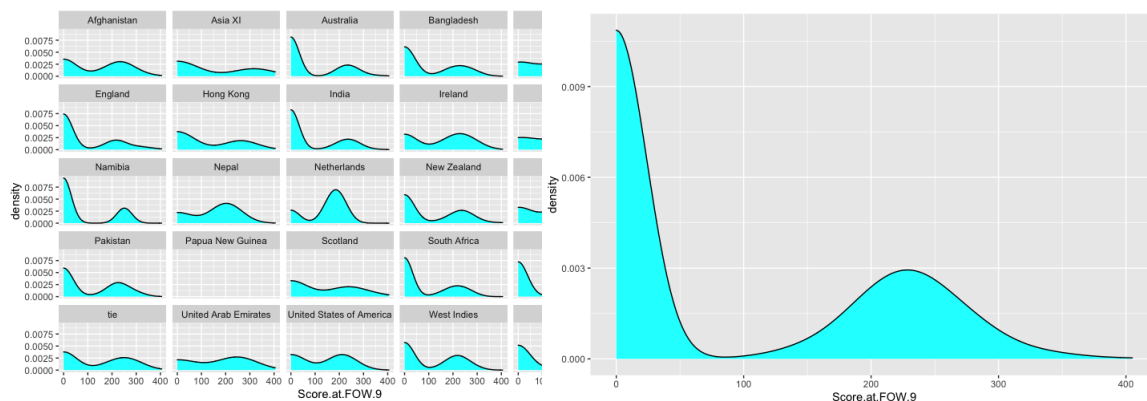 Afghanistan Asia XI Australia Bangladesh
0.0075
0.0050
0.0025
0.0000
England Hong Kong India Ireland
0.0075
0.0050
0.0025
0.0000
Namibia Nepal Netherlands New Zealand
0.0075
0.0050
0.0025
0.0000
Pakistan Papua New Guinea Scotland South Africa
0.0075
0.0050
0.0025
0.0000
tie United Arab Emirates United States of America West Indies
0.0075
0.0050
0.0025
0.0000
0 100 200 300 400 0 100 200 300 400 0 100 200 300 400 0 100 200 300 400 0
Score.at.FOW.9
density
0.009
0.006
0.003
0.000
0 100 200 300 400
Score.at.FOW.9
density